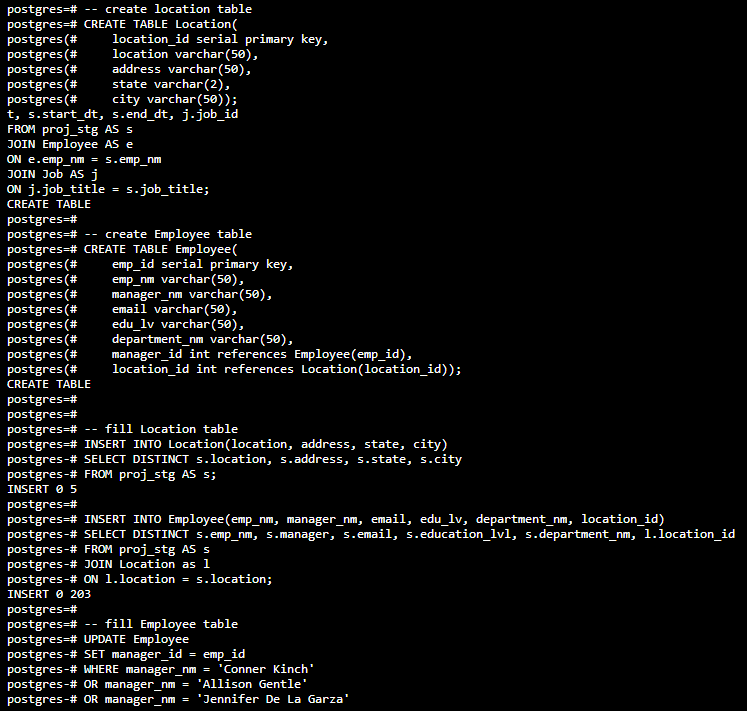 postgres=# -- create location table
postgres=# CREATE TABLE Location(
postgres(#     location_id serial primary key,
postgres(#     location varchar(50),
postgres(#     address varchar(50),
postgres(#     state varchar(2),
postgres(#     city varchar(50));
t, s.start_dt, s.end_dt, j.job_id
FROM proj_stg AS s
JOIN Employee AS e
ON e.emp_nm = s.emp_nm
JOIN Job AS j
ON j.job_title = s.job_title;
CREATE TABLE
postgres=#
postgres=# -- create Employee table
postgres=# CREATE TABLE Employee(
postgres(#     emp_id serial primary key,
postgres(#     emp_nm varchar(50),
postgres(#     manager_nm varchar(50),
postgres(#     email varchar(50),
postgres(#     edu_lv varchar(50),
postgres(#     department_nm varchar(50),
postgres(#     manager_id int references Employee(emp_id),
postgres(#     location_id int references Location(location_id));
CREATE TABLE
postgres=#
postgres=#
postgres=# -- fill Location table
postgres=# INSERT INTO Location(location, address, state, city)
postgres-# SELECT DISTINCT s.location, s.address, s.state, s.city
postgres-# FROM proj_stg AS s;
INSERT 0 5
postgres=#
postgres=# INSERT INTO Employee(emp_nm, manager_nm, email, edu_lv, department_nm, location_id)
postgres-# SELECT DISTINCT s.emp_nm, s.manager, s.email, s.education_lvl, s.department_nm, l.location_id
postgres-# FROM proj_stg AS s
postgres-# JOIN Location as l
postgres-# ON l.location = s.location;
INSERT 0 203
postgres=#
postgres=# -- fill Employee table
postgres=# UPDATE Employee
postgres-# SET manager_id = emp_id
postgres-# WHERE manager_nm = 'Conner Kinch'
postgres-# OR manager_nm = 'Allison Gentle'
postgres-# OR manager_nm = 'Jennifer De La Garza'